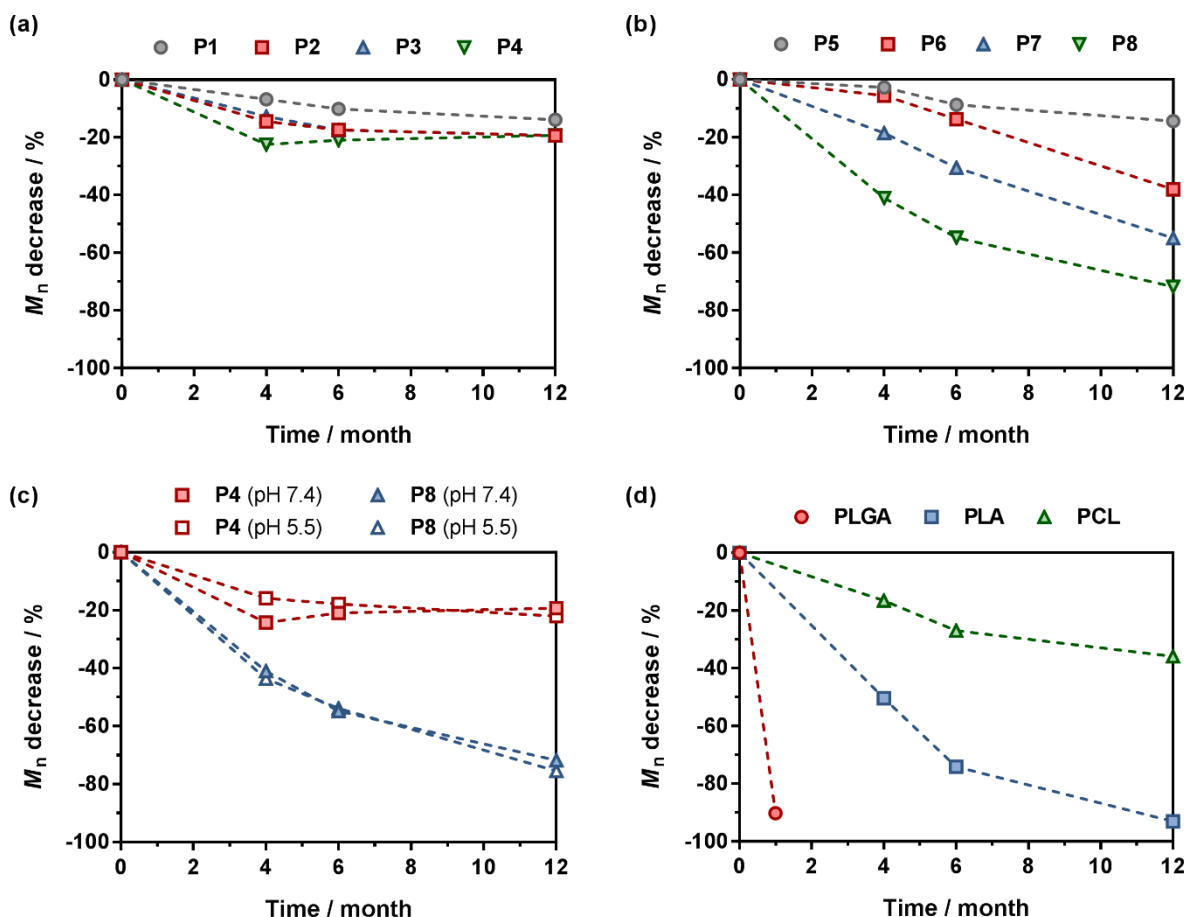 (a)
P1 P2 P3 P4
0
-20
-40
-60
-80
-100
Mn decrease / %
0 2 4 6 8 10 12
Time / month
(b)
P5 P6 P7 P8
0
-20
-40
-60
-80
-100
Mn decrease / %
0 2 4 6 8 10 12
Time / month
(c)
P4 (pH 7.4) P8 (pH 7.4)
P4 (pH 5.5) P8 (pH 5.5)
0
-20
-40
-60
-80
-100
Mn decrease / %
0 2 4 6 8 10 12
Time / month
(d)
PLGA PLA PCL
0
-20
-40
-60
-80
-100
Mn decrease / %
0 2 4 6 8 10 12
Time / month